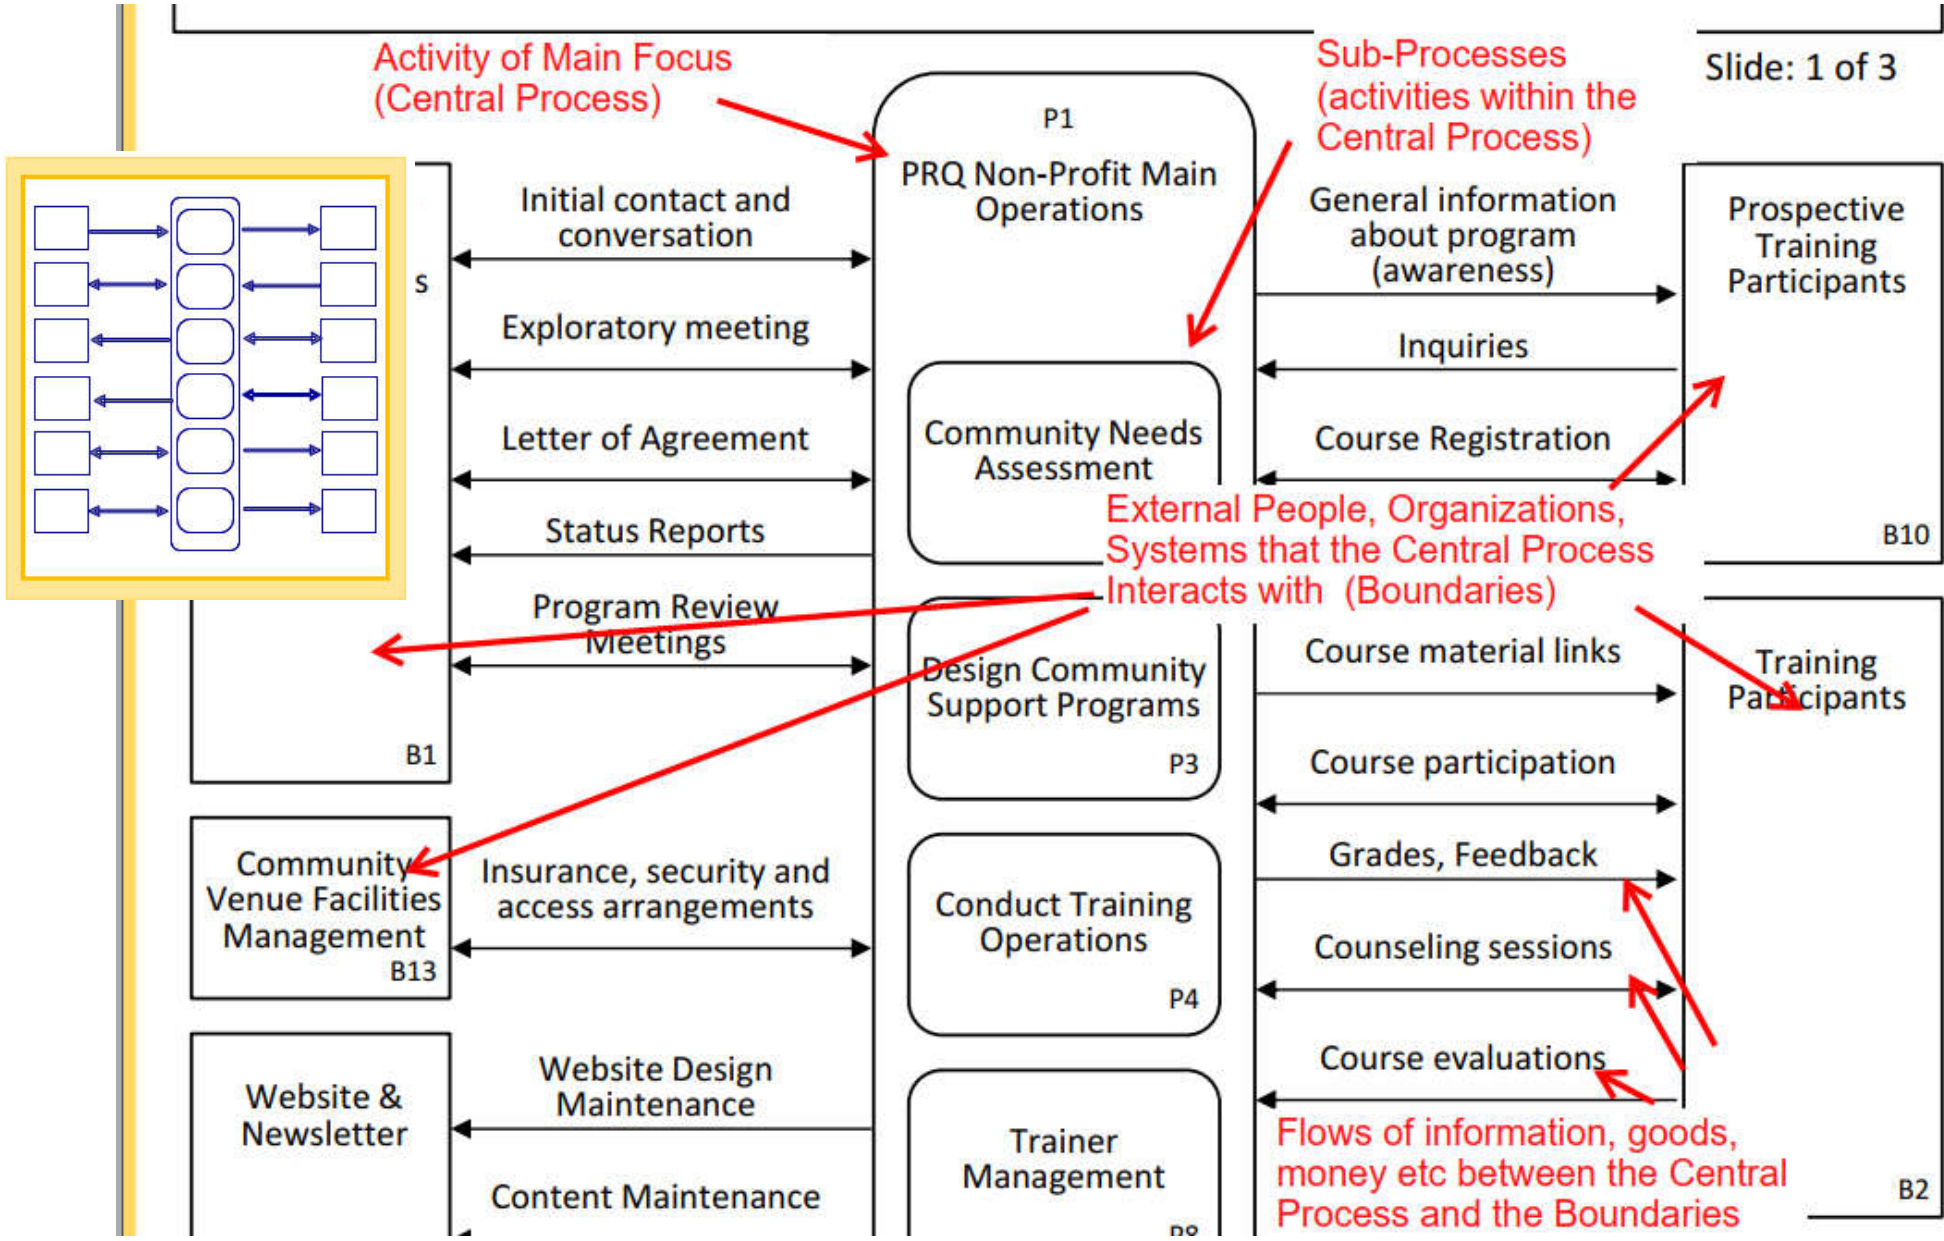 Activity of Main Focus
(Central Process)
Sub-Processes
(activities within the
Central Process)
Slide: 1 of 3
P1
PRQ Non-Profit Main
Operations
s
B1
Initial contact and
conversation
Exploratory meeting
Letter of Agreement
Status Reports
Program Review
Meetings
General information
about program
(awareness)
Inquiries
Course Registration
Prospective
Training
Participants
B10
Community Needs
Assessment
External People, Organizations,
Systems that the Central Process
Interacts with (Boundaries)
Design Community
Support Programs
P3
Course material links
Course participation
Grades, Feedback
Counseling sessions
Course evaluations
Training
Participants
B2
Community
Venue Facilities
Management
B13
Insurance, security and
access arrangements
Conduct Training
Operations
P4
Website &
Newsletter
Website Design
Maintenance
Content Maintenance
Trainer
Management
P8
Flows of information, goods,
money etc between the Central
Process and the Boundaries